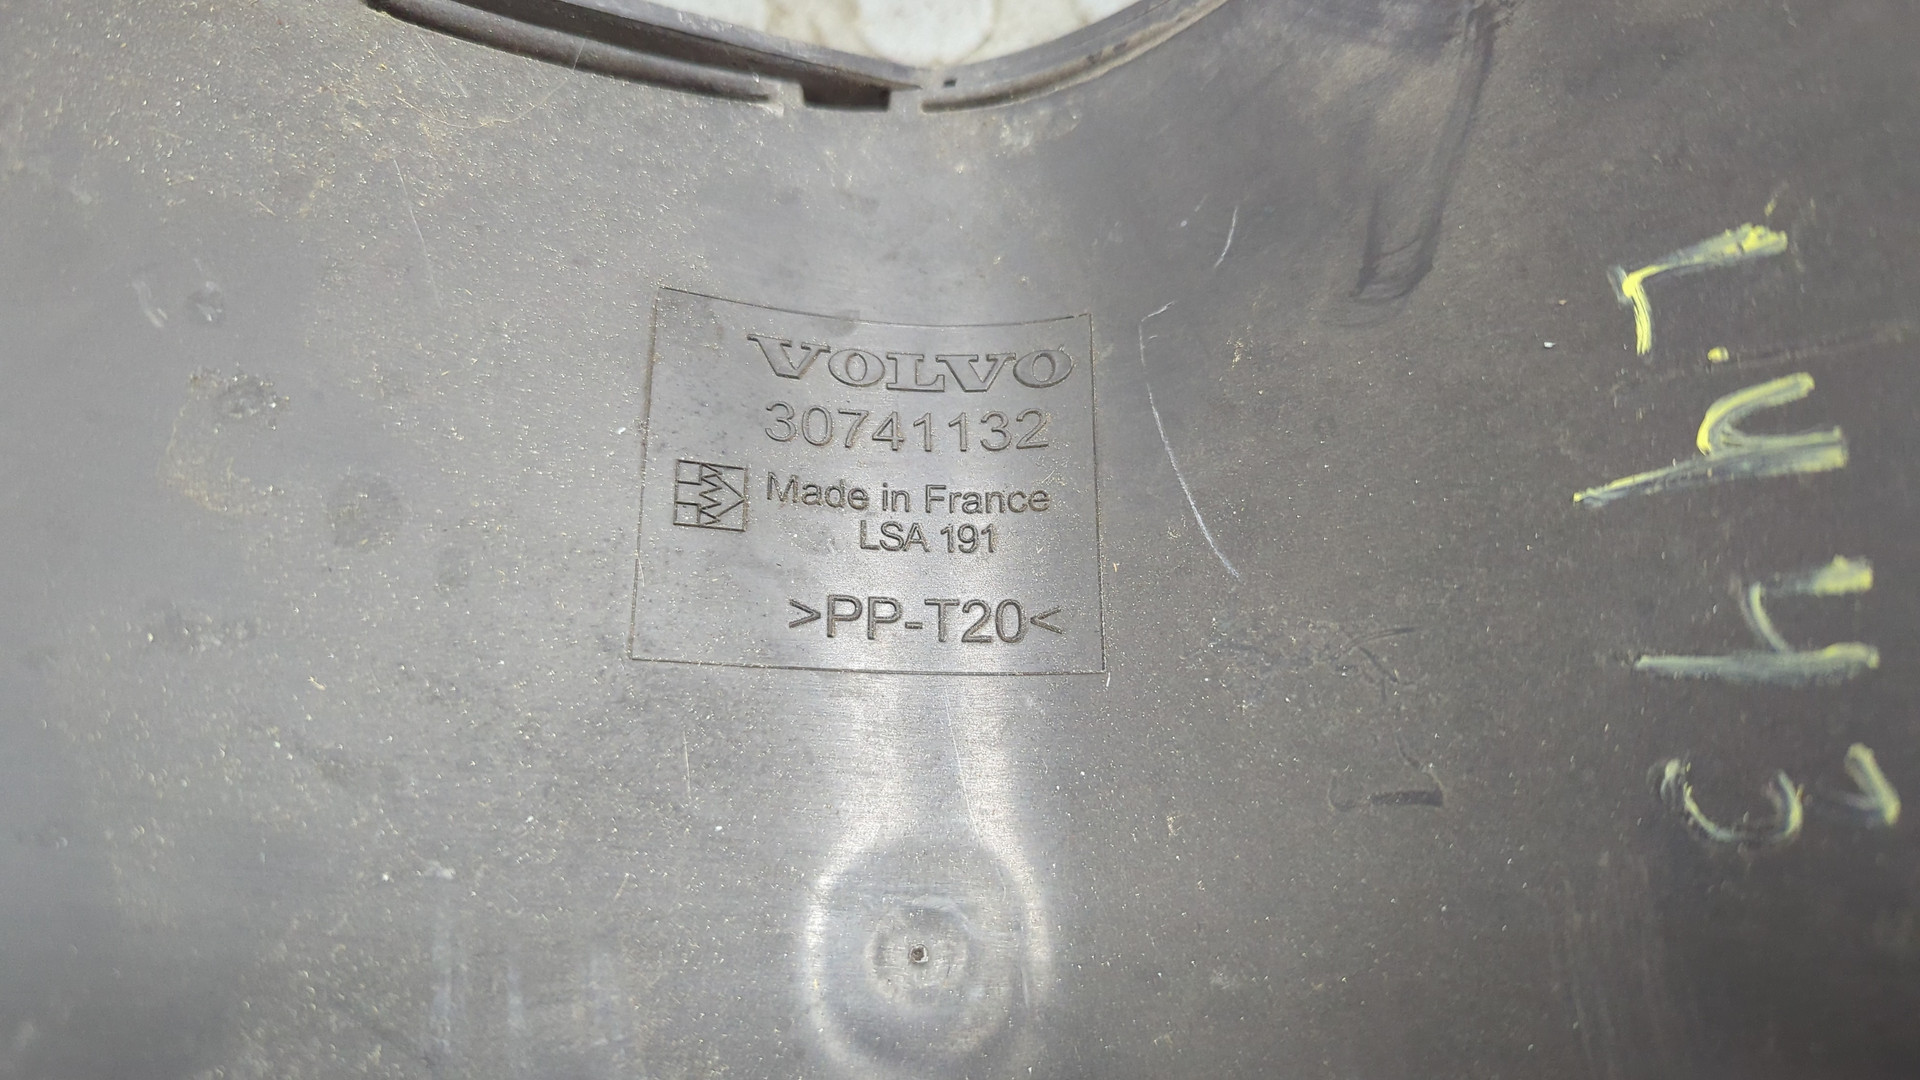 VOLVO
30741132
Made in France
LSA 191
>PP-T20<